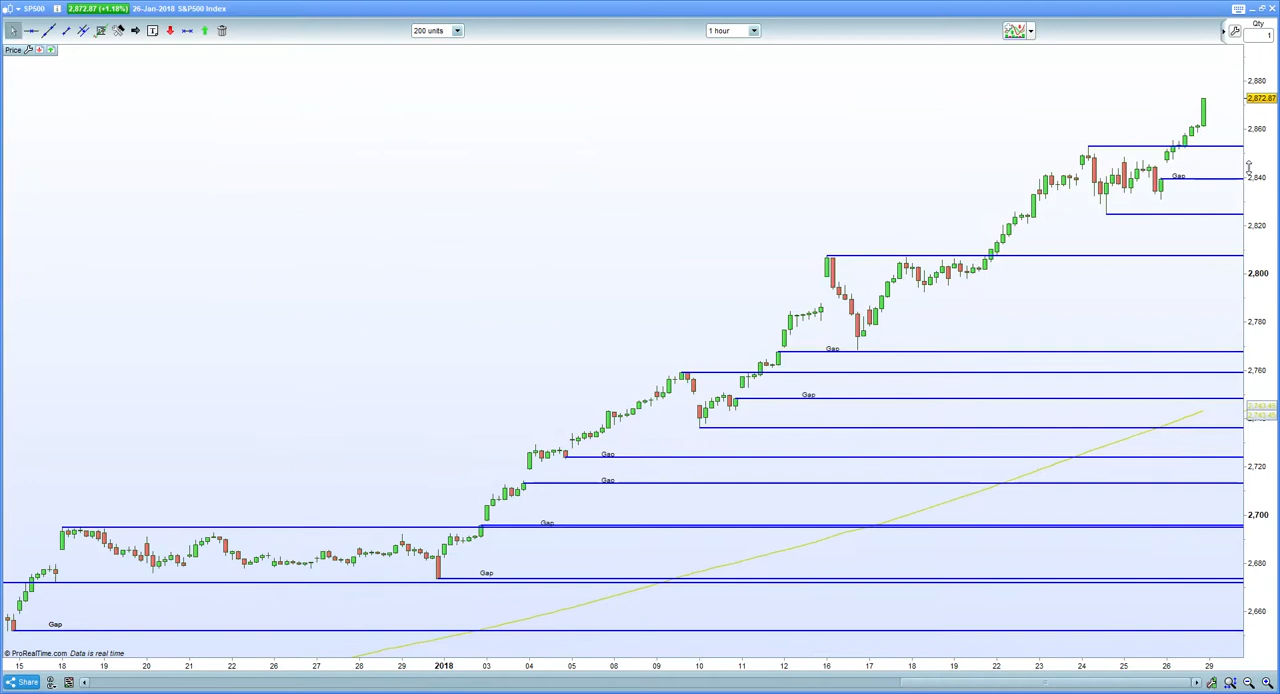 SP500 2,872.87 (+1.18%) 26-Jan-2018 S&P500 Index
200 units 1 hour Qty
1
Price
2,880
2,872.87
2,860
2,840
Gap
2,820
2,800
2,780
Gap
2,760
Gap
Gap
2,720
Gap
2,700
Gap
2,680
Gap
2,660
Gap
© ProRealTime.com Data is real time
15 18 19 20 21 22 26 27 28 29 2018 03 04 05 08 09 10 11 12 16 17 18 19 22 23 24 25 26 29
Share